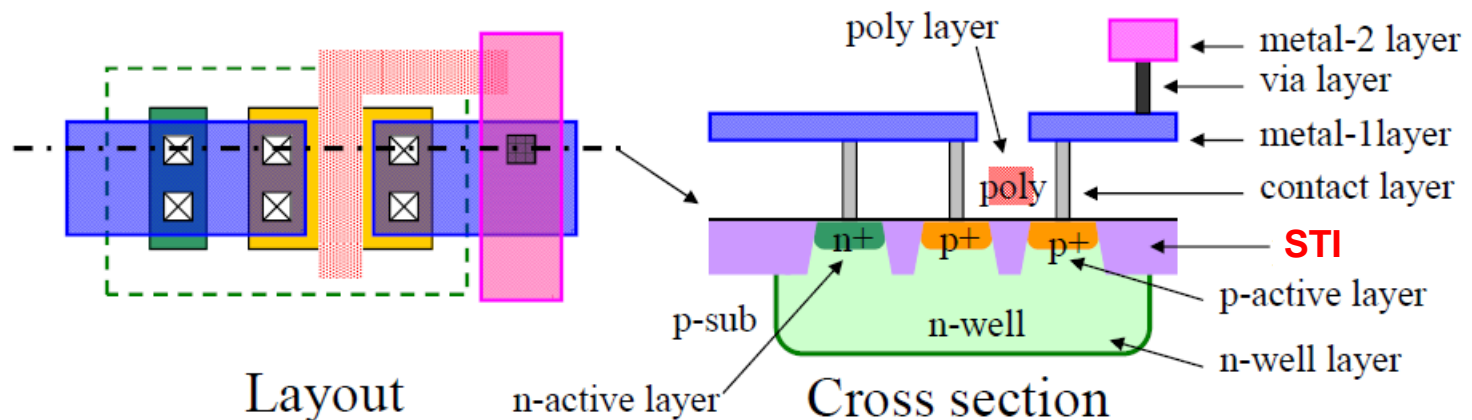 poly layer
metal-2 layer
via layer
metal-1layer
contact layer
poly
STI
n+
p+
p+
p-active layer
p-sub
n-well
n-well layer
n-active layer
Layout
Cross section